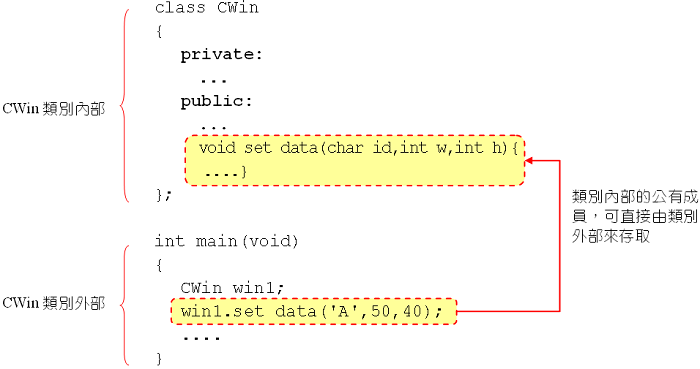 class CWin
{
private:
...
public:
...
void set data(char id,int w,int h){
....}
};
CWin 類別內部
類別內部的公有成
員，可直接由類別
外部來存取
int main(void)
{
CWin win1;
win1.set data('A',50,40);
....
}
CWin 類別外部